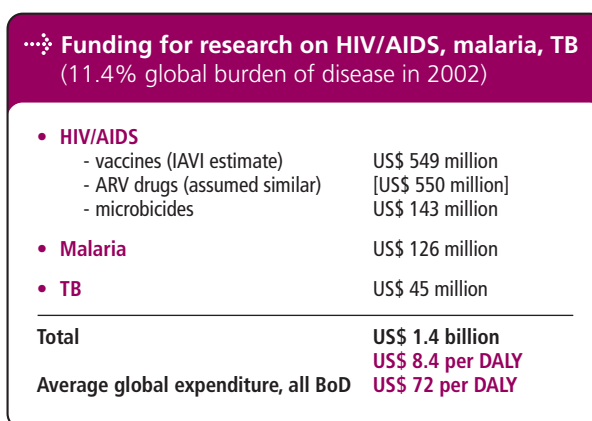 Funding for research on HIV/AIDS, malaria, TB
(11.4% global burden of disease in 2002)
• HIV/AIDS
- vaccines (IAVI estimate) US$ 549 million
- ARV drugs (assumed similar) [US$ 550 million]
- microbicides US$ 143 million
• Malaria US$ 126 million
• TB US$ 45 million
Total US$ 1.4 billion
US$ 8.4 per DALY
Average global expenditure, all BoD US$ 72 per DALY